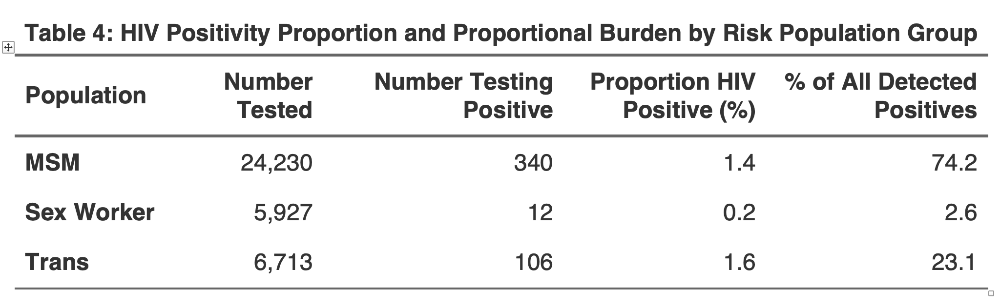 Table 4: HIV Positivity Proportion and Proportional Burden by Risk Population Group
Population Number Tested Number Testing Positive Proportion HIV Positive (%) % of All Detected Positives
MSM 24,230 340 1.4 74.2
Sex Worker 5,927 12 0.2 2.6
Trans 6,713 106 1.6 23.1